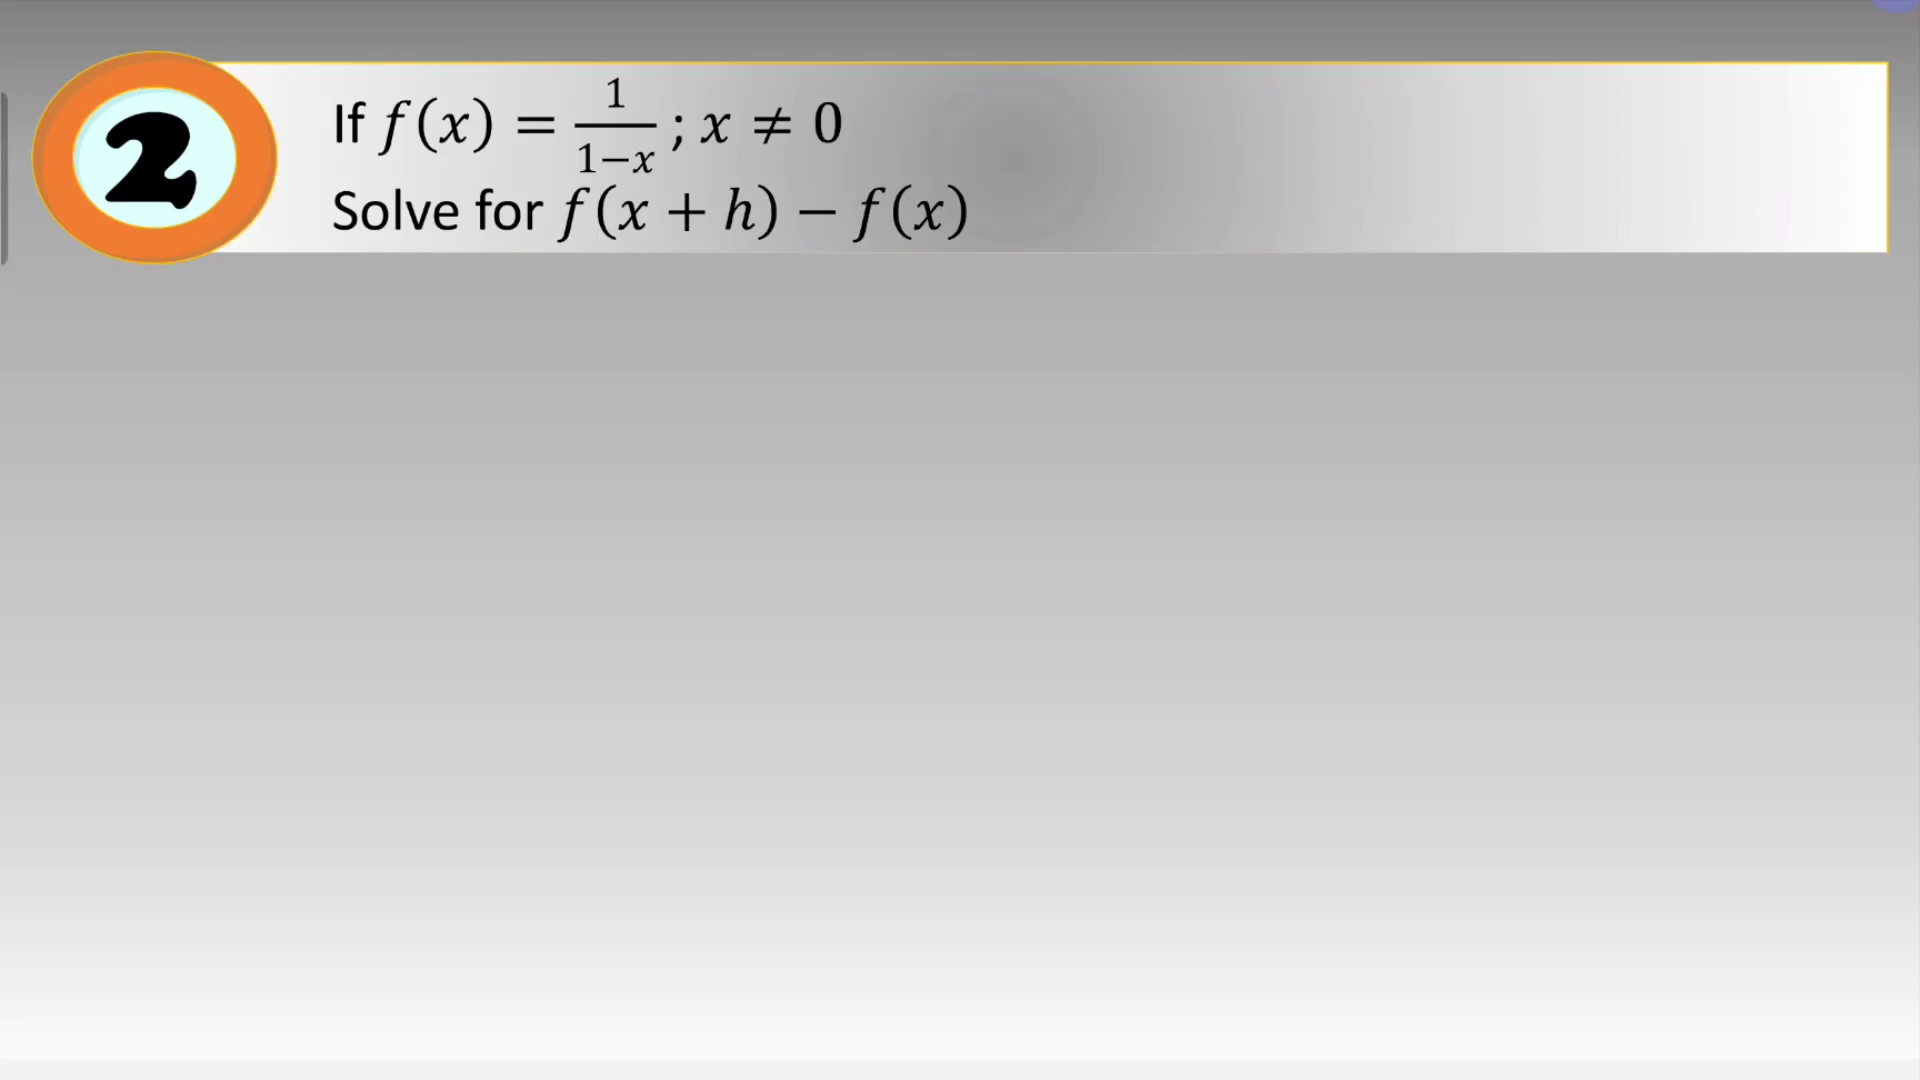 2
If f(x) = 1/(1−x) ; x ≠ 0
Solve for f(x + h) − f(x)